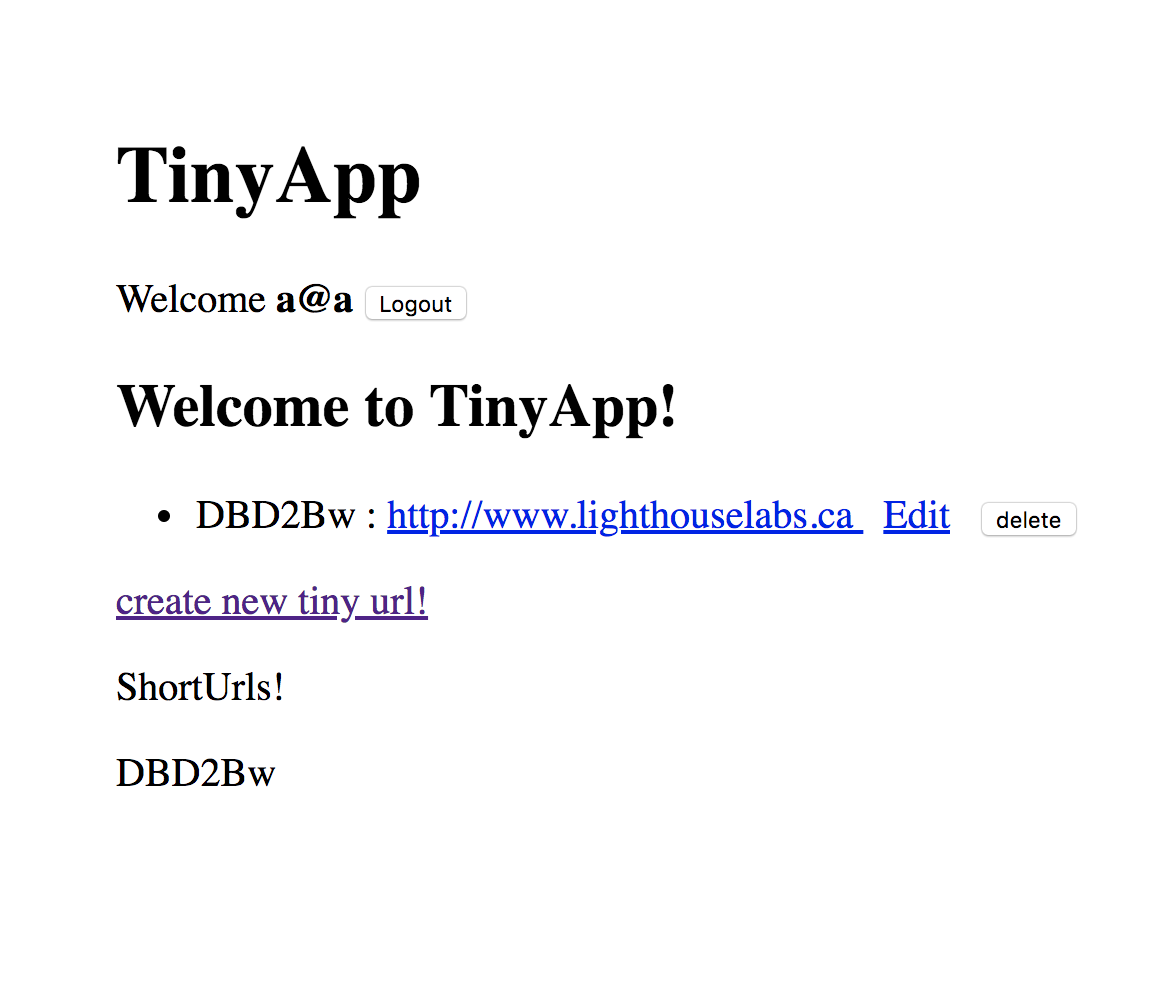 TinyApp
Welcome a@a Logout
Welcome to TinyApp!
• DBD2Bw : http://www.lighthouselabs.ca Edit delete
create new tiny url!
ShortUrls!
DBD2Bw